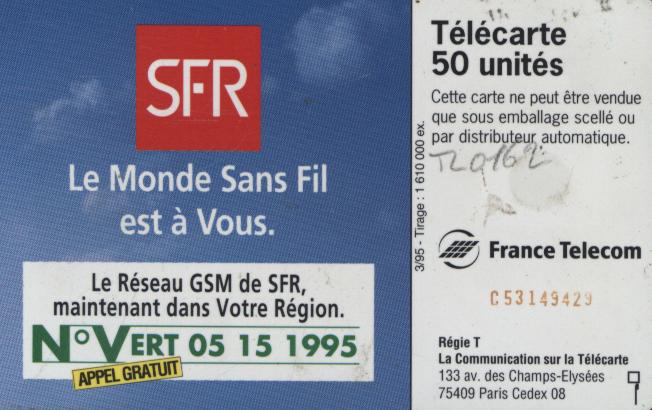 SFR
Le Monde Sans Fil
est à Vous.
Le Réseau GSM de SFR,
maintenant dans Votre Région.
N° VERT 05 15 1995
APPEL GRATUIT
3/95 - Tirage : 1 610 000 ex.
Télécarte
50 unités
Cette carte ne peut être vendue
que sous emballage scellé ou
par distributeur automatique.
TL0162
France Telecom
C53149429
Régie T
La Communication sur la Télécarte
133 av. des Champs-Elysées
75409 Paris Cedex 08